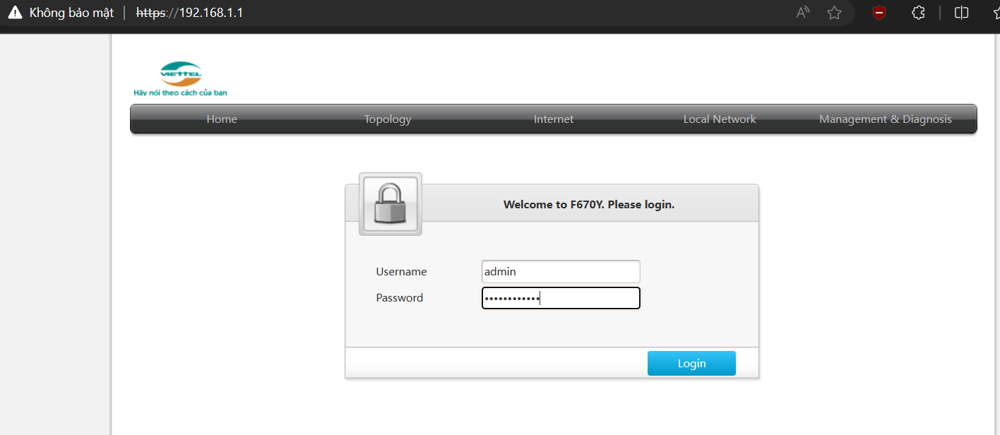 Không bảo mật | https://192.168.1.1
VIETTEL
Hãy nói theo cách của bạn
Home Topology Internet Local Network Management & Diagnosis
Welcome to F670Y. Please login.
Username admin
Password ••••••••••••
Login